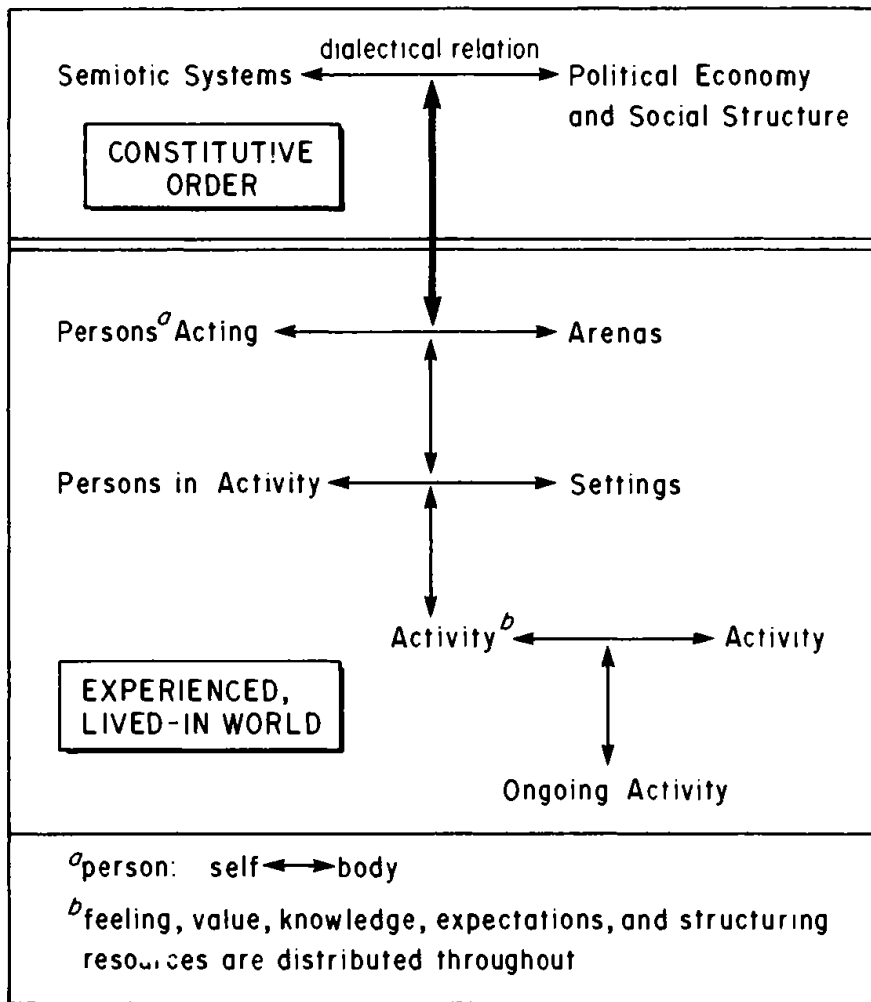 dialectical relation
Semiotic Systems
Political Economy
and Social Structure
CONSTITUTIVE
ORDER
Persons a Acting
Arenas
Persons in Activity
Settings
Activity b
Activity
EXPERIENCED,
LIVED-IN WORLD
Ongoing Activity
a person: self body
b feeling, value, knowledge, expectations, and structuring
resources are distributed throughout